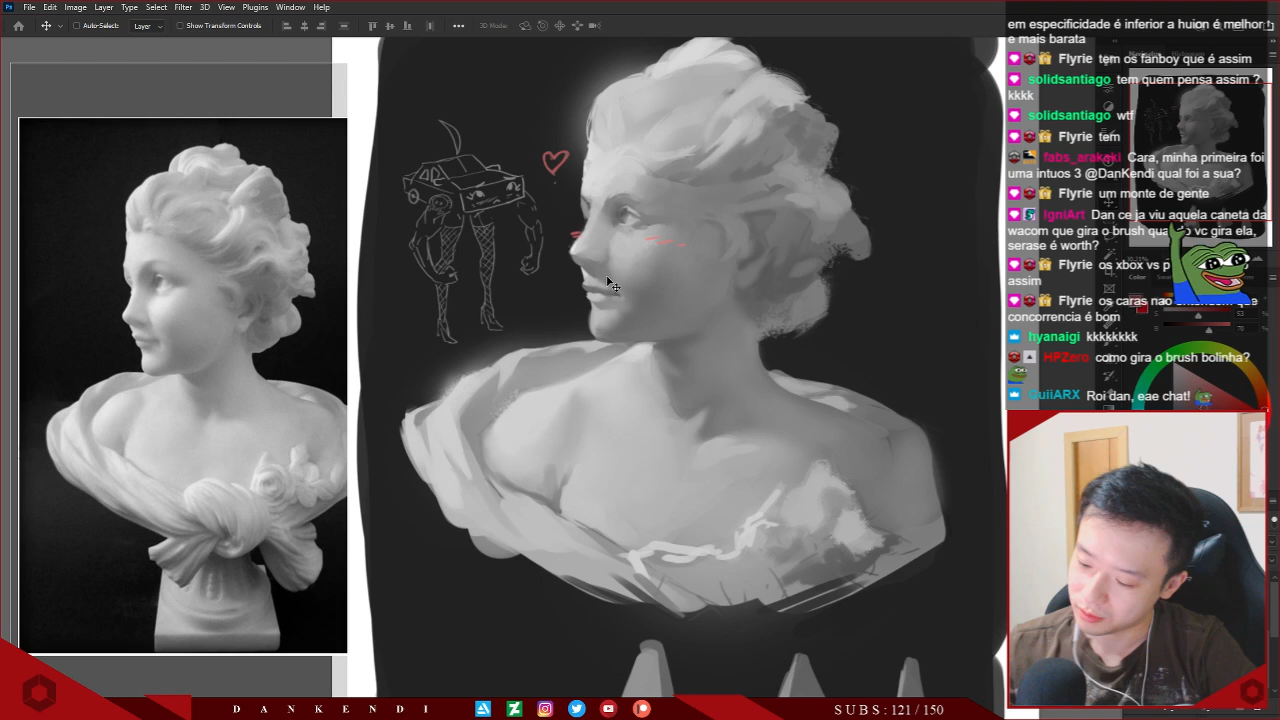 File Edit Image Layer Type Select Filter 3D View Plugins Window Help
Auto-Select: Layer Show Transform Controls 3D Mode:
em especificidade é inferior a huion é melhor
e mais barata
Flyrie tem os fanboy que é assim
solidsantiago tem quem pensa assim ?
kkkk
solidsantiago wtf
Flyrie tem
fabs_arakaki Cara, minha primeira foi
uma intuos 3 @DanKendi qual foi a sua?
Flyrie um monte de gente
IgniArt Dan ce ja viu aquela caneta da
wacom que gira o brush vc gira ela,
serase é worth?
Flyrie os xbox vs
assim
Flyrie os caras que
concorrencia é bom
hyanaigi kkkkkkkk
HPZero como gira o brush bolinha?
GuiiARX Roi dan, eae chat!
Color
DANKENDI
SUBS: 121 / 150